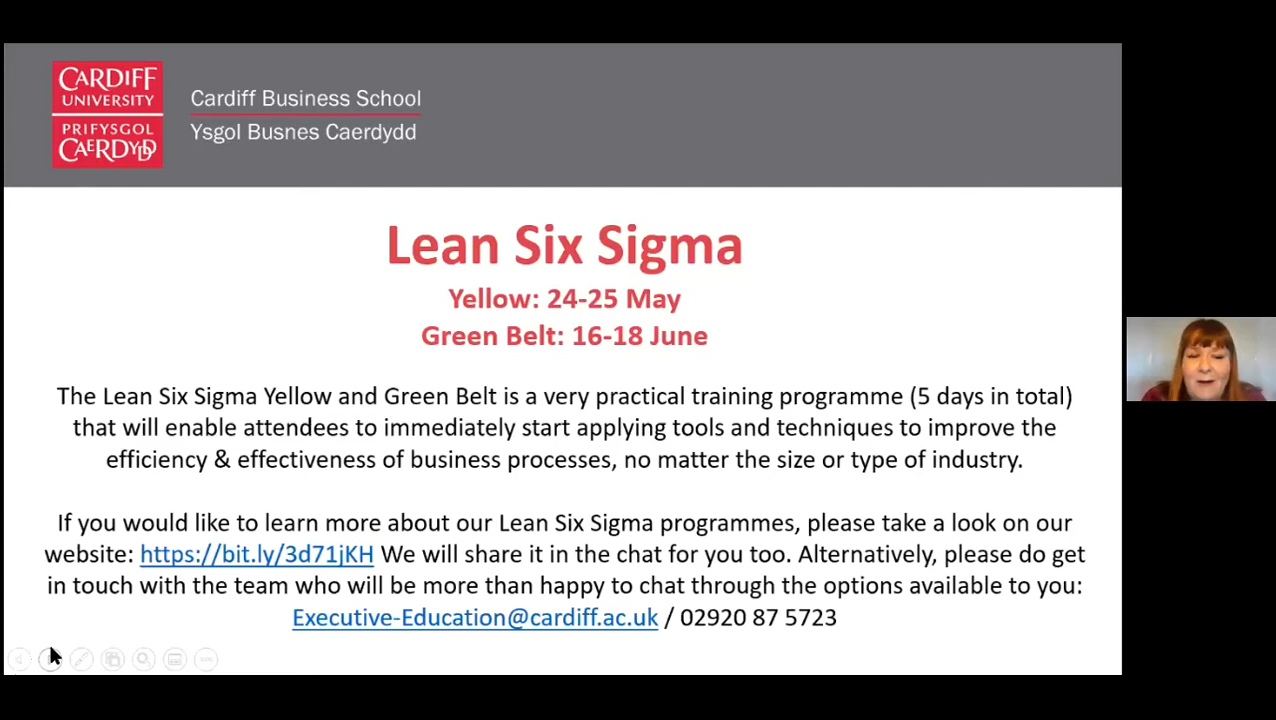 CARDIFF
UNIVERSITY
PRIFYSGOL
CAERDYDD
Cardiff Business School
Ysgol Busnes Caerdydd
Lean Six Sigma
Yellow: 24-25 May
Green Belt: 16-18 June
The Lean Six Sigma Yellow and Green Belt is a very practical training programme (5 days in total)
that will enable attendees to immediately start applying tools and techniques to improve the
efficiency & effectiveness of business processes, no matter the size or type of industry.
If you would like to learn more about our Lean Six Sigma programmes, please take a look on our
website: https://bit.ly/3d71jKH We will share it in the chat for you too. Alternatively, please do get
in touch with the team who will be more than happy to chat through the options available to you:
Executive-Education@cardiff.ac.uk / 02920 87 5723